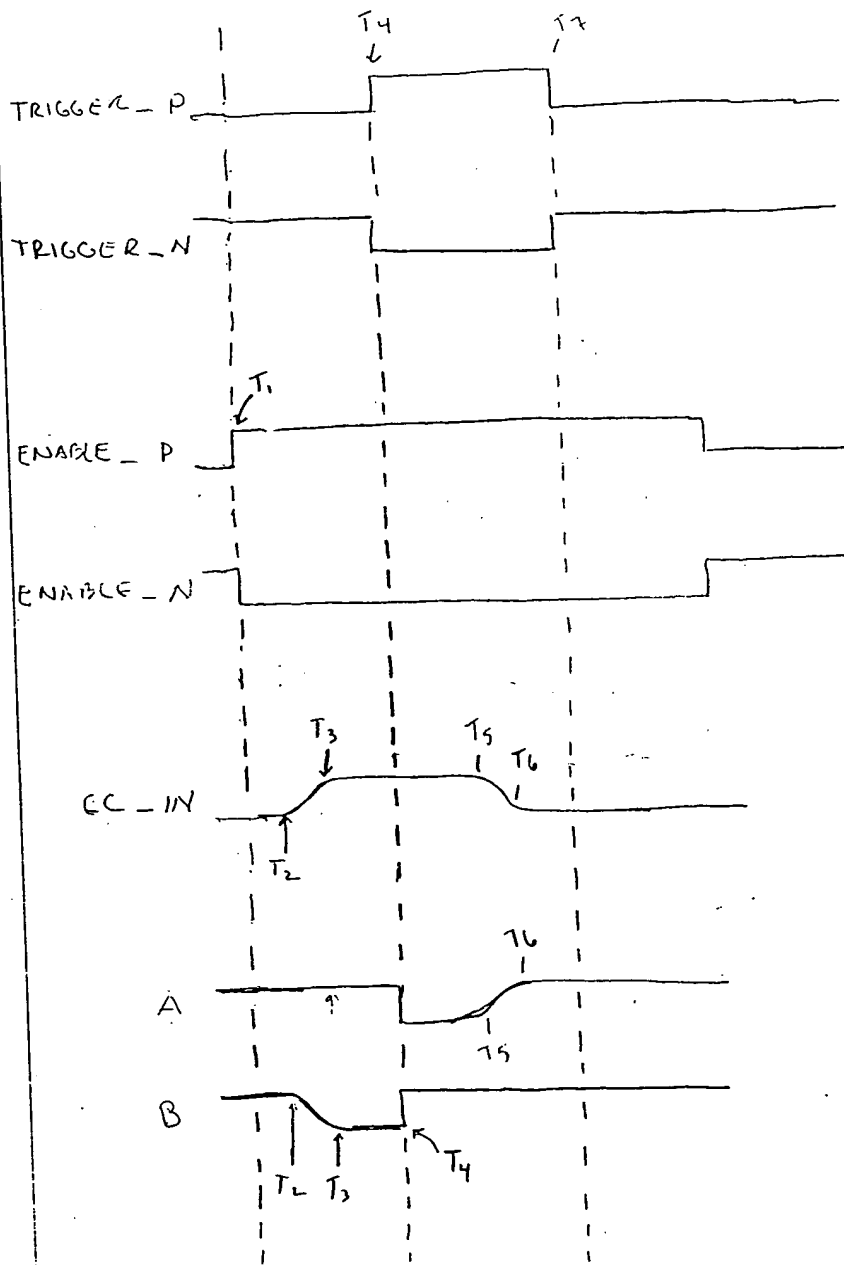 T4 T7
TRIGGER_P
TRIGGER_N
T1
ENABLE_P
ENABLE_N
T3 T5 T6
EC_IN
T2
T6
A
T5
B
T4
T2 T3